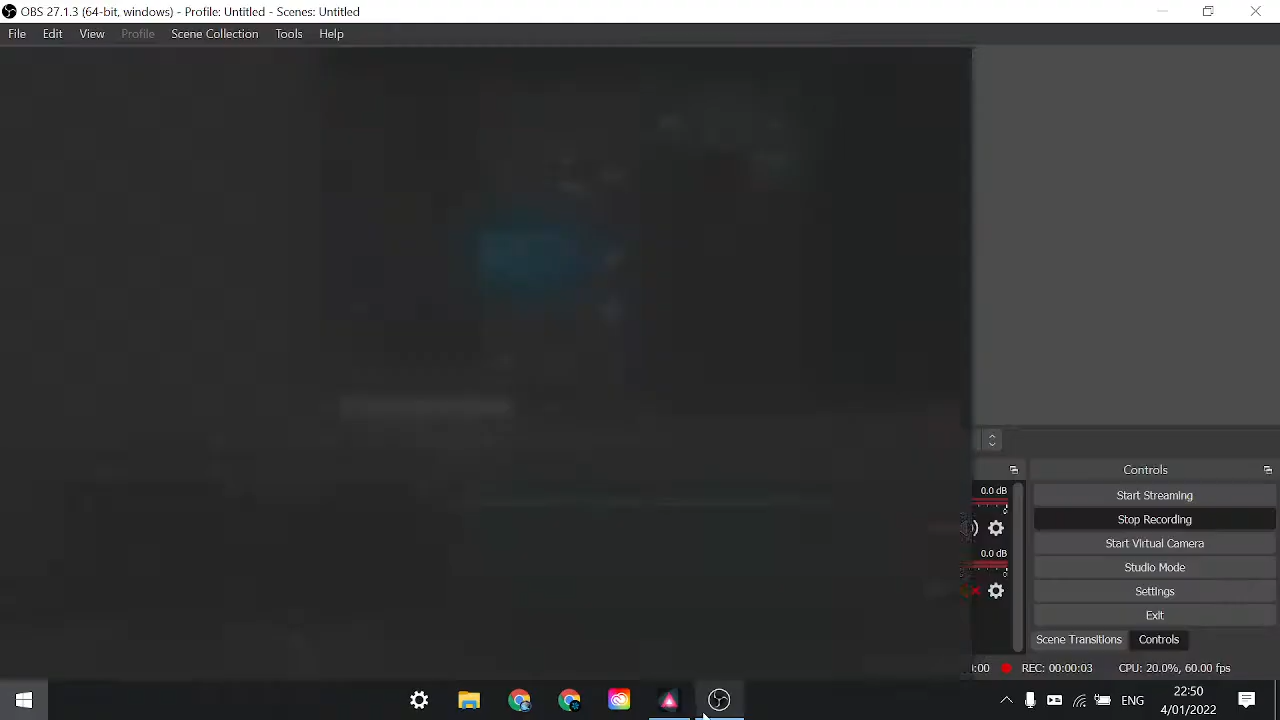 OBS 27.1.3 (64-bit, windows) - Profile: Untitled - Scenes: Untitled
File Edit View Profile Scene Collection Tools Help
Controls
0.0 dB
Start Streaming
Stop Recording
Start Virtual Camera
0.0 dB
Studio Mode
Settings
Exit
Scene Transitions Controls
REC: 00:00:03 CPU: 20.0%, 60.00 fps
ENG
22:50
4/01/2022